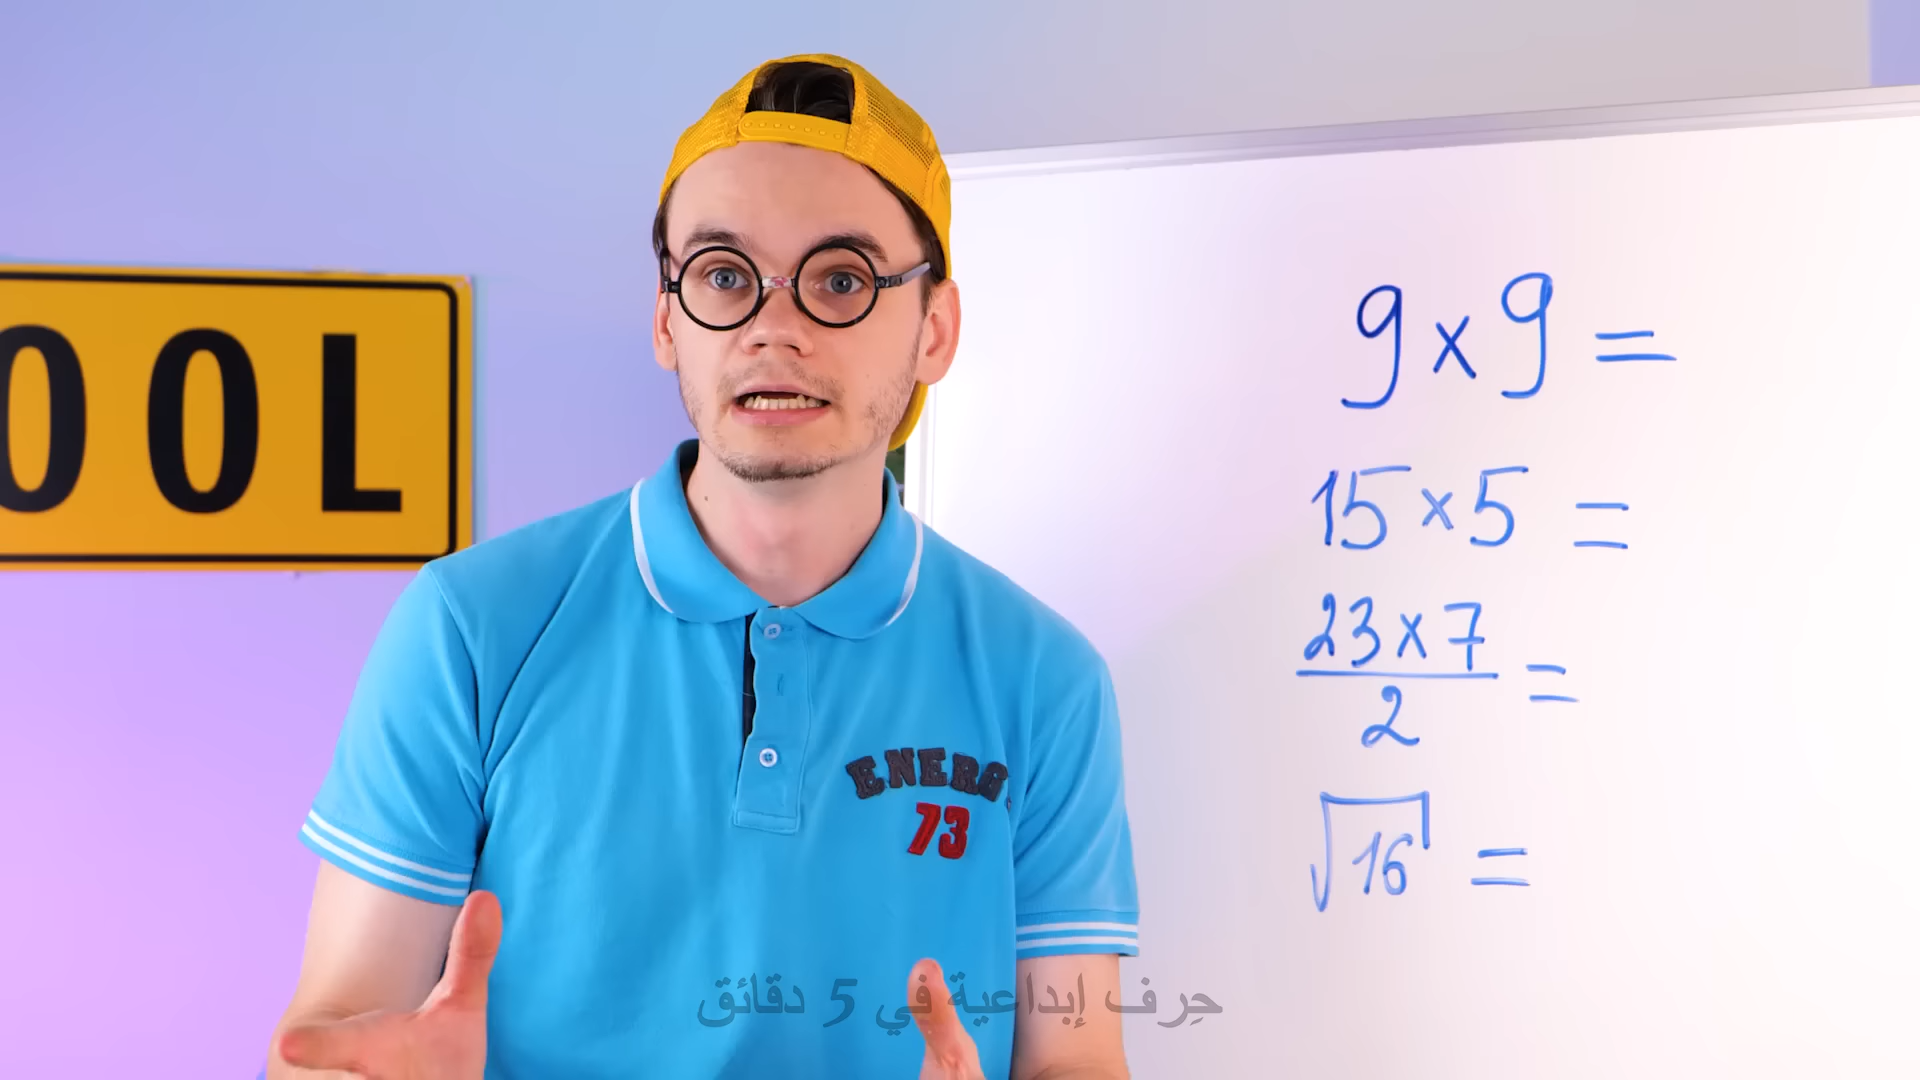 OOL
9 x 9 =
15 x 5 =
23 x 7
2
=
√16 =
ENERG
73
حِرف إبداعية في 5 دقائق